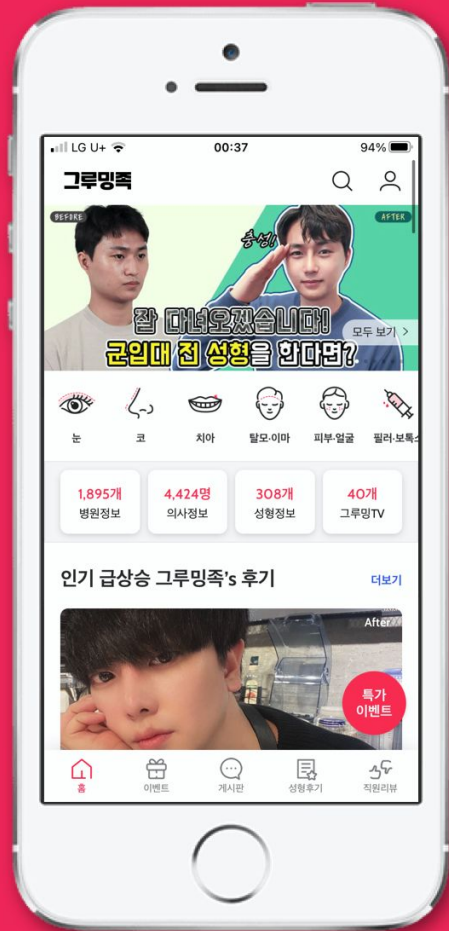 LG U+
00:37
94%
그루밍족
BEFORE
AFTER
충성!
잘 다녀오겠습니다!
모두 보기 >
군입대 전 성형을 한다면?
눈
코
치아
탈모·이마
피부·얼굴
필러·보톡스
1,895개
4,424명
308개
40개
병원정보
의사정보
성형정보
그루밍TV
인기 급상승 그루밍족's 후기
더보기
After
특가
이벤트
홈
이벤트
게시판
성형후기
직원리뷰